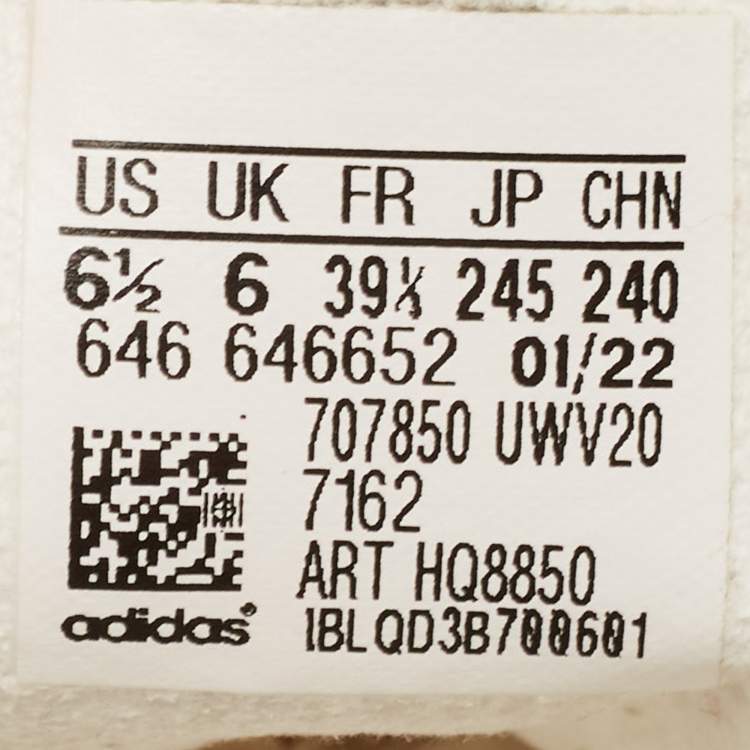 US UK FR JP CHN
6½ 6 39⅓ 245 240
646 646652 01/22
707850 UWV20
7162
ART HQ8850
adidas® 1BLQD3B700601